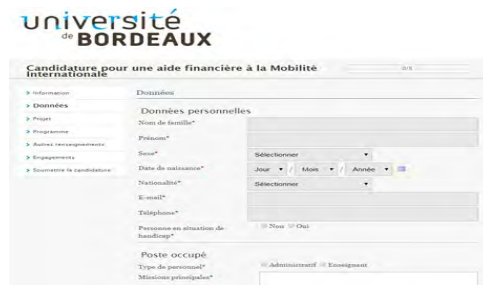 université
de BORDEAUX
Candidature pour une aide financière à la Mobilité
Internationale
Information
Données
Projet
Programme
Autres renseignements
Engagements
Soumettre la candidature
Données
Données personnelles
Nom de famille*
Prénom*
Sexe* Sélectionner
Date de naissance* Jour / Mois / Année
Nationalité* Sélectionner
E-mail*
Téléphone*
Personne en situation de
handicap* Non Oui
Poste occupé
Type de personnel* Administratif Enseignant
Missions principales*